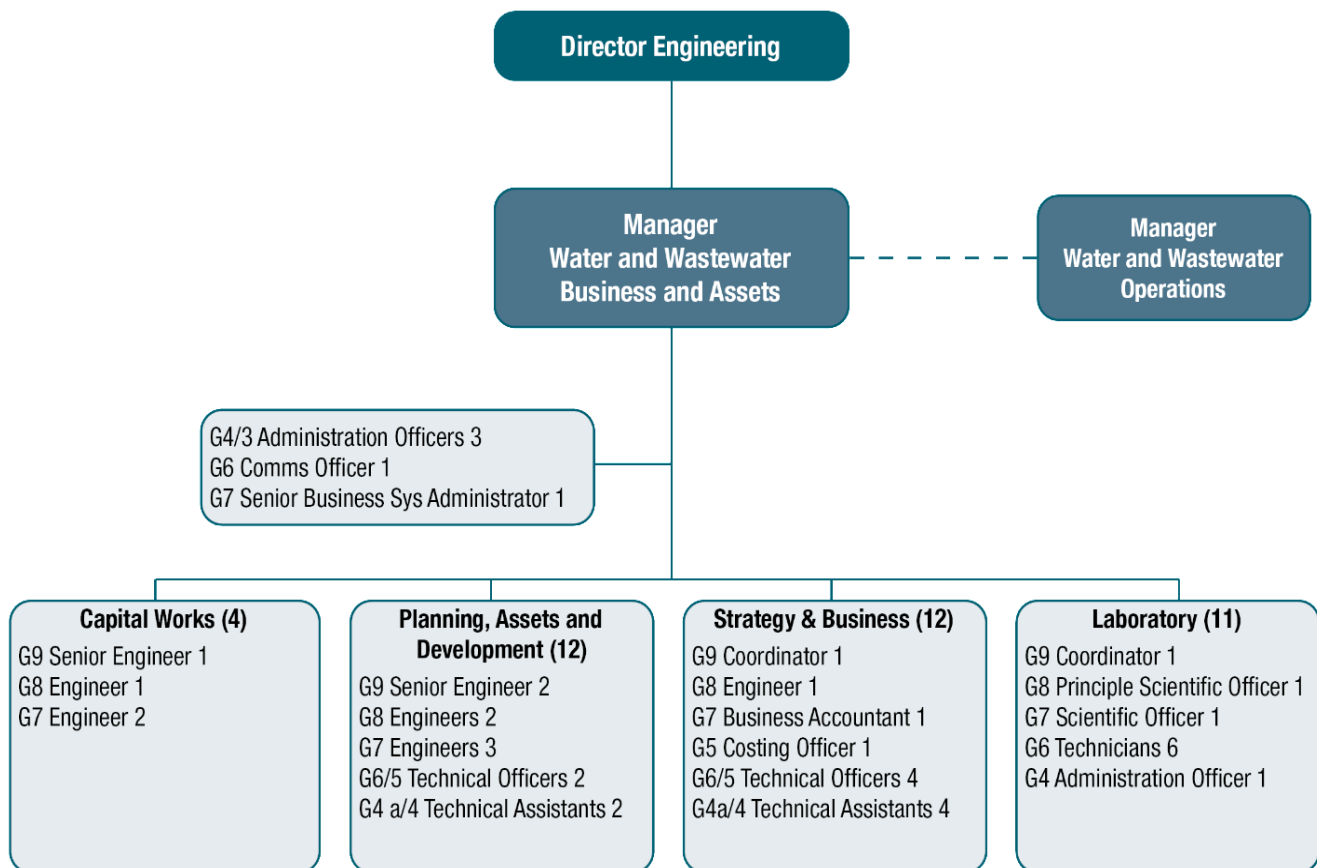 Director Engineering
Manager
Water and Wastewater
Business and Assets
Manager
Water and Wastewater
Operations
G4/3 Administration Officers 3
G6 Comms Officer 1
G7 Senior Business Sys Administrator 1
Capital Works (4)
G9 Senior Engineer 1
G8 Engineer 1
G7 Engineer 2
Planning, Assets and
Development (12)
G9 Senior Engineer 2
G8 Engineers 2
G7 Engineers 3
G6/5 Technical Officers 2
G4 a/4 Technical Assistants 2
Strategy & Business (12)
G9 Coordinator 1
G8 Engineer 1
G7 Business Accountant 1
G5 Costing Officer 1
G6/5 Technical Officers 4
G4a/4 Technical Assistants 4
Laboratory (11)
G9 Coordinator 1
G8 Principle Scientific Officer 1
G7 Scientific Officer 1
G6 Technicians 6
G4 Administration Officer 1